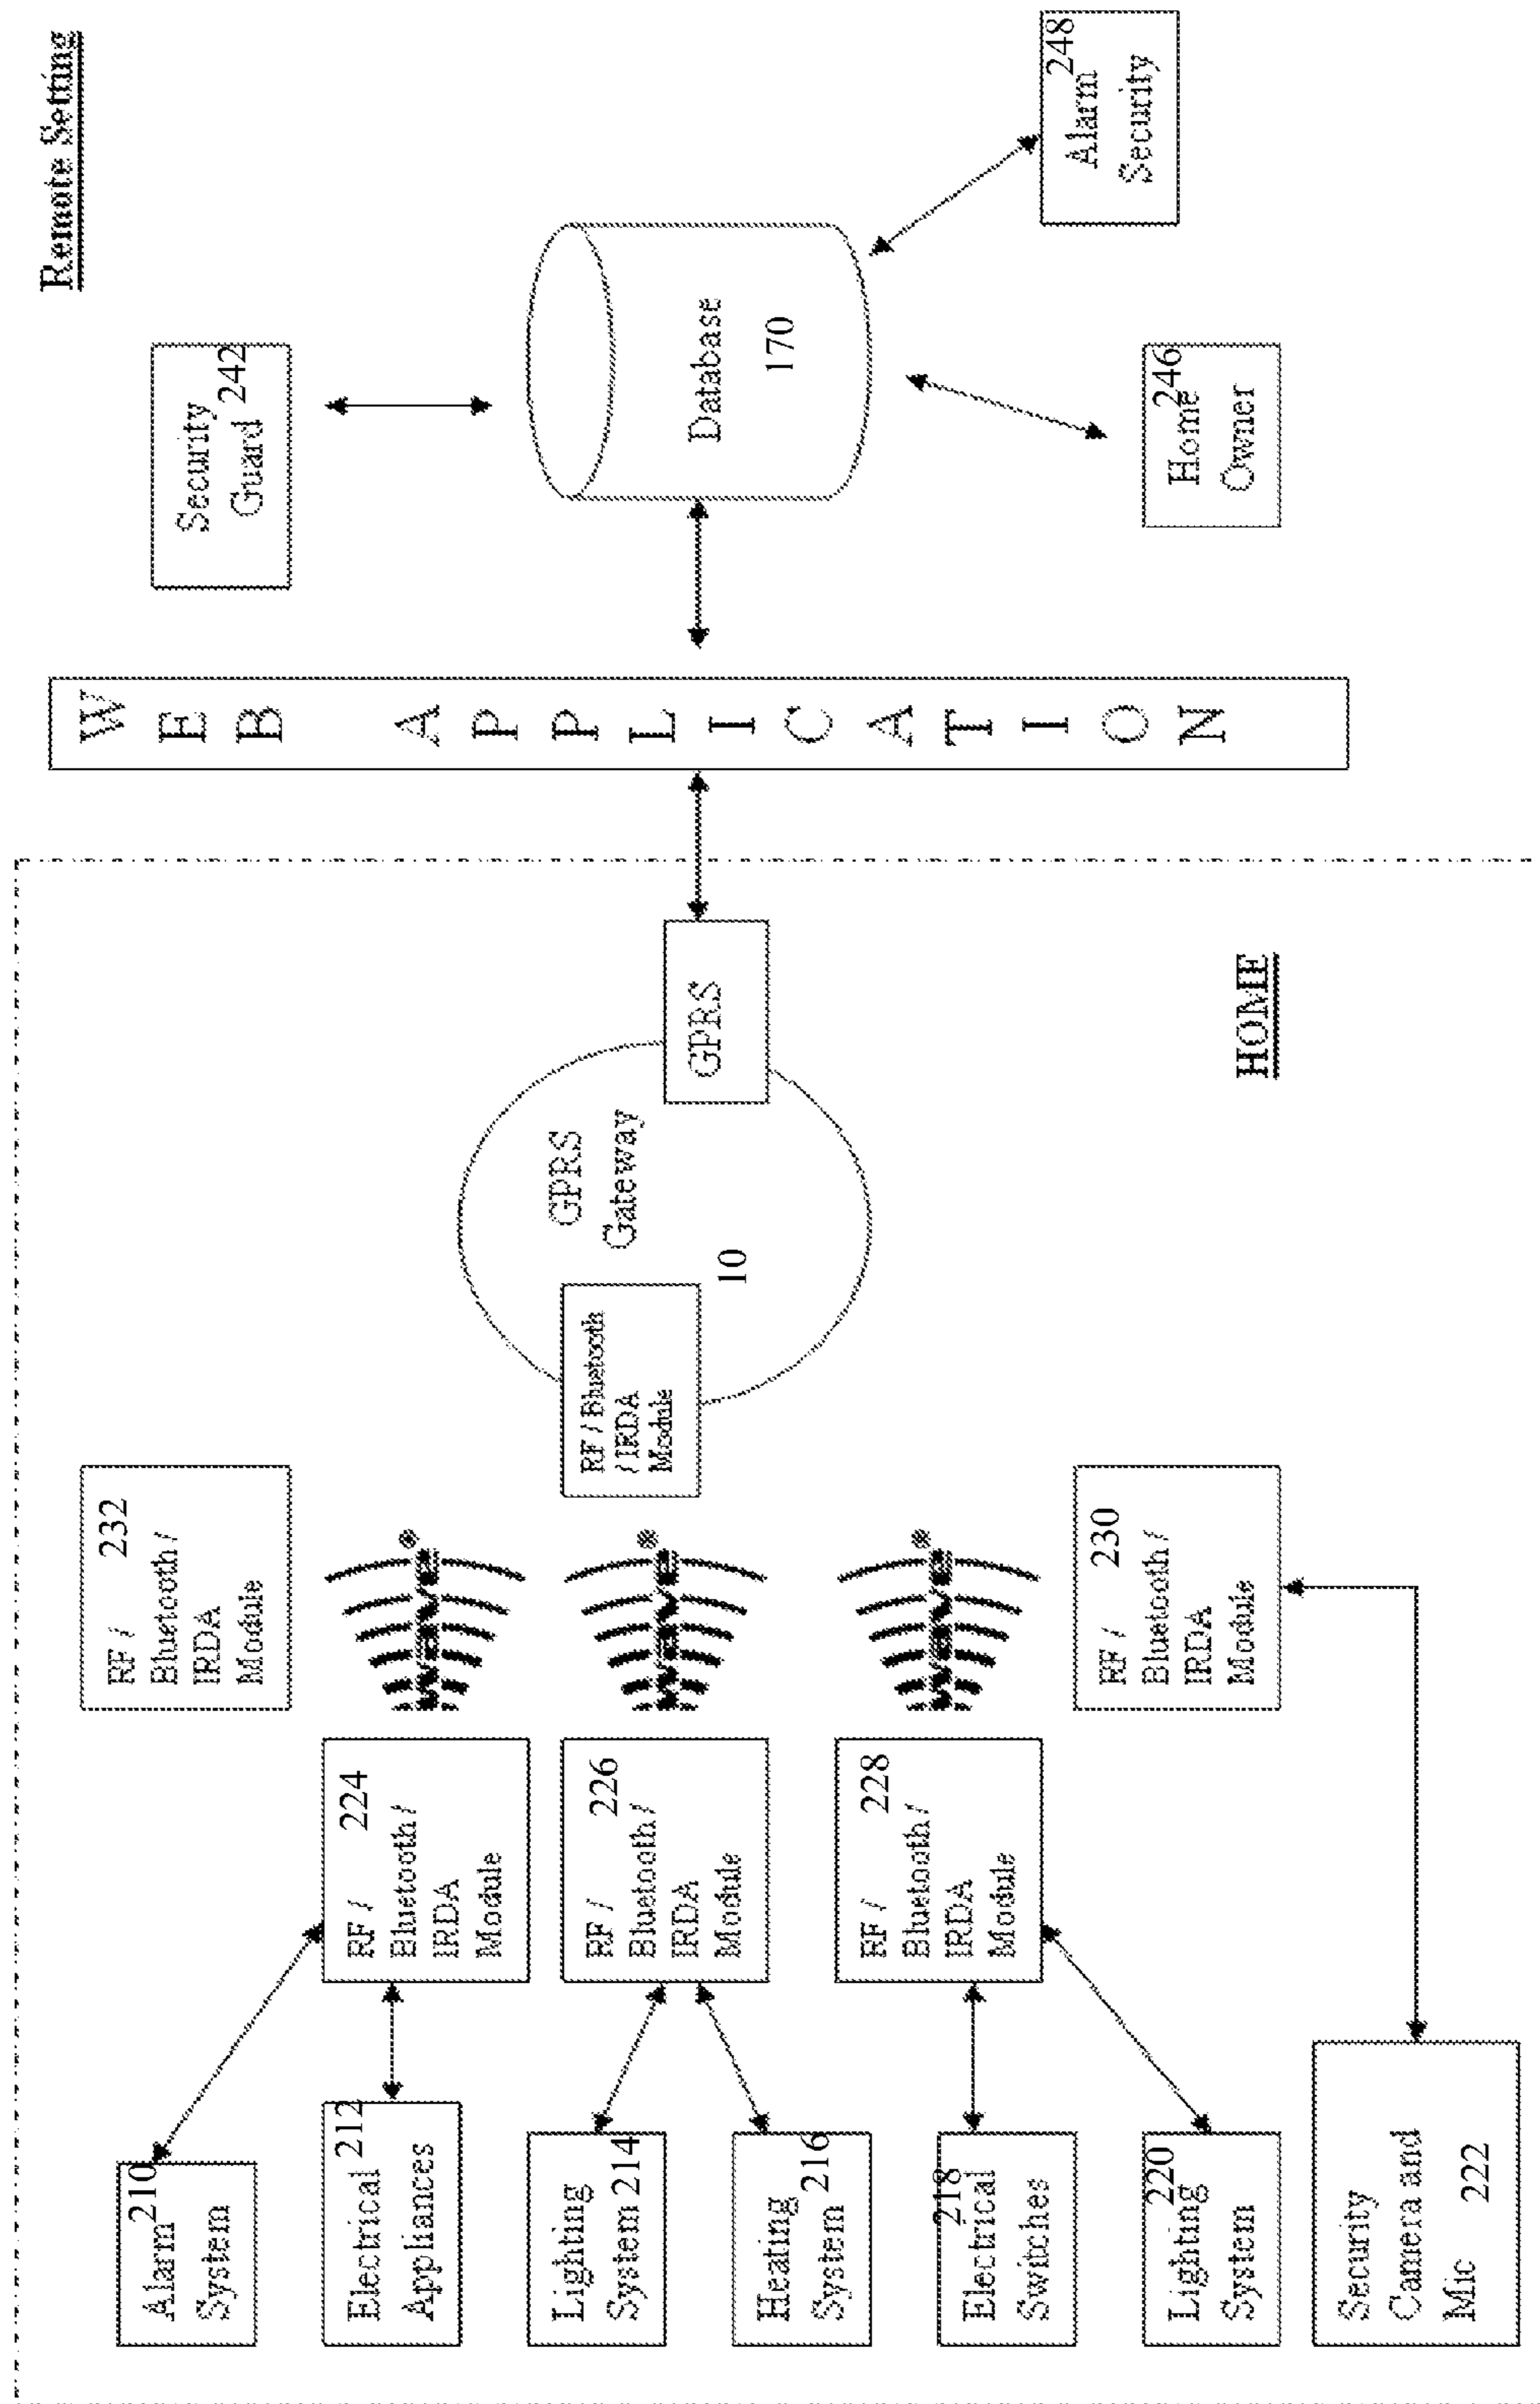 Remote Setting
Security
Guard 242
248
Alarm
Security
Database
170
246
Home
Owner
WEB APPLICATION
HOME
GPRS
GPRS
Gateway
10
RF / Bluetooth
/ IRDA
Module
RF / 232
Bluetooth /
IRDA
Module
Wave
Wave
Wave
RF / 230
Bluetooth /
IRDA
Module
RF / 224
Bluetooth /
IRDA
Module
RF / 226
Bluetooth /
IRDA
Module
RF / 228
Bluetooth /
IRDA
Module
Alarm 210
System
Electrical 212
Appliances
Lighting
System 214
Heating
System 216
218
Electrical
Switches
220
Lighting
System
Security
Camera and
Mic 222